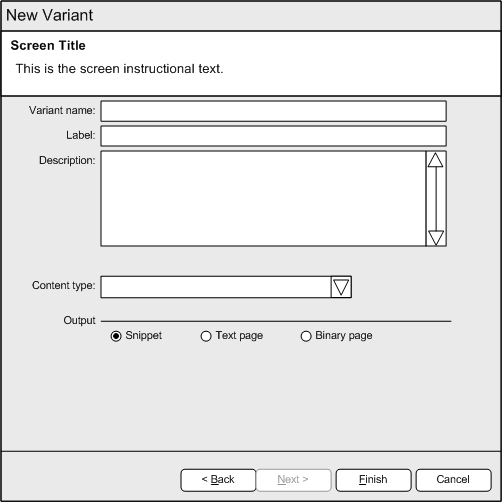 New Variant
Screen Title
This is the screen instructional text.
Variant name:
Label:
Description:
Content type:
Output
Snippet Text page Binary page
< Back Next > Finish Cancel